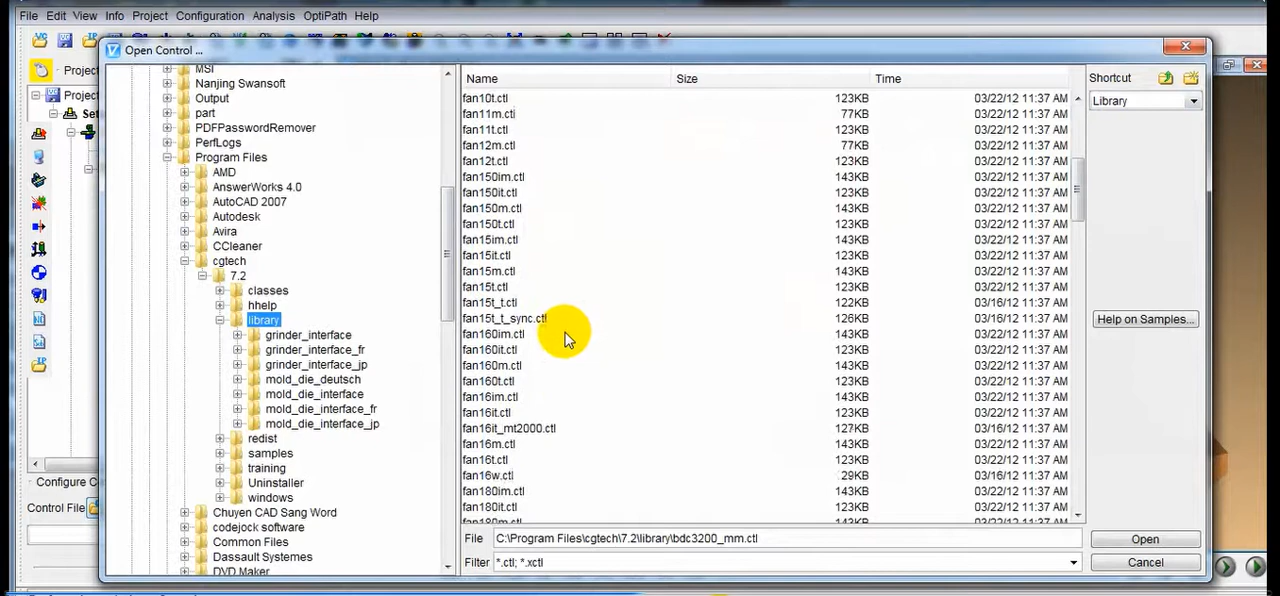 File Edit View Info Project Configuration Analysis OptiPath Help
Open Control ...
Project
Project
Set
Configure C
Control File
MSI
Nanjing Swansoft
Output
part
PDFPasswordRemover
PerfLogs
Program Files
AMD
AnswerWorks 4.0
AutoCAD 2007
Autodesk
Avira
CCleaner
cgtech
7.2
classes
hhelp
library
grinder_interface
grinder_interface_fr
grinder_interface_jp
mold_die_deutsch
mold_die_interface
mold_die_interface_fr
mold_die_interface_jp
redist
samples
training
Uninstaller
windows
Chuyen CAD Sang Word
codejock software
Common Files
Dassault Systemes
DVD Maker
Name Size Time
fan10t.ctl 123KB 03/22/12 11:37 AM
fan11m.ctl 77KB 03/22/12 11:37 AM
fan11t.ctl 123KB 03/22/12 11:37 AM
fan12m.ctl 77KB 03/22/12 11:37 AM
fan12t.ctl 123KB 03/22/12 11:37 AM
fan150im.ctl 143KB 03/22/12 11:37 AM
fan150it.ctl 123KB 03/22/12 11:37 AM
fan150m.ctl 143KB 03/22/12 11:37 AM
fan150t.ctl 123KB 03/22/12 11:37 AM
fan15im.ctl 143KB 03/22/12 11:37 AM
fan15it.ctl 123KB 03/22/12 11:37 AM
fan15m.ctl 143KB 03/22/12 11:37 AM
fan15t.ctl 123KB 03/22/12 11:37 AM
fan15t_t.ctl 122KB 03/16/12 11:37 AM
fan15t_t_sync.ctl 126KB 03/16/12 11:37 AM
fan160im.ctl 143KB 03/22/12 11:37 AM
fan160it.ctl 123KB 03/22/12 11:37 AM
fan160m.ctl 143KB 03/22/12 11:37 AM
fan160t.ctl 123KB 03/22/12 11:37 AM
fan16im.ctl 143KB 03/22/12 11:37 AM
fan16it.ctl 123KB 03/22/12 11:37 AM
fan16it_mt2000.ctl 127KB 03/16/12 11:37 AM
fan16m.ctl 143KB 03/22/12 11:37 AM
fan16t.ctl 123KB 03/22/12 11:37 AM
fan16w.ctl 29KB 03/16/12 11:37 AM
fan180im.ctl 143KB 03/22/12 11:37 AM
fan180it.ctl 123KB 03/22/12 11:37 AM
fan180m.ctl 143KB 03/22/12 11:37 AM
Shortcut
Library
Help on Samples...
File C:\Program Files\cgtech\7.2\library\bdc3200_mm.ctl Open
Filter *.ctl; *.xctl Cancel